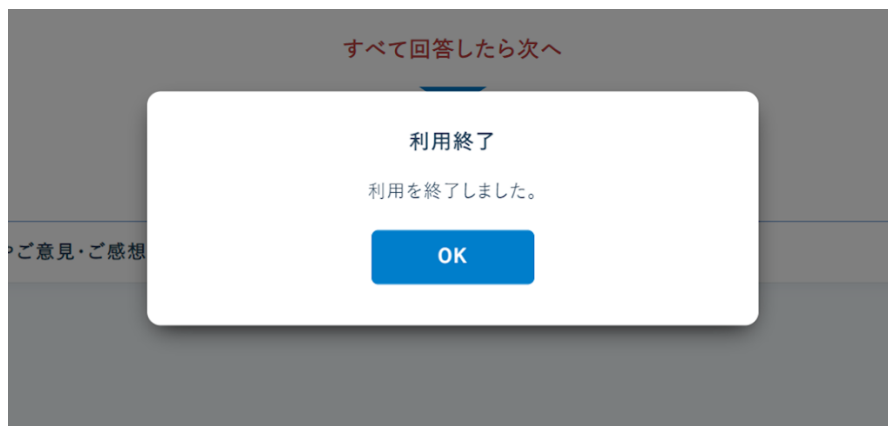 すべて回答したら次へ
利用終了
利用を終了しました。
OK
ご意見・ご感想